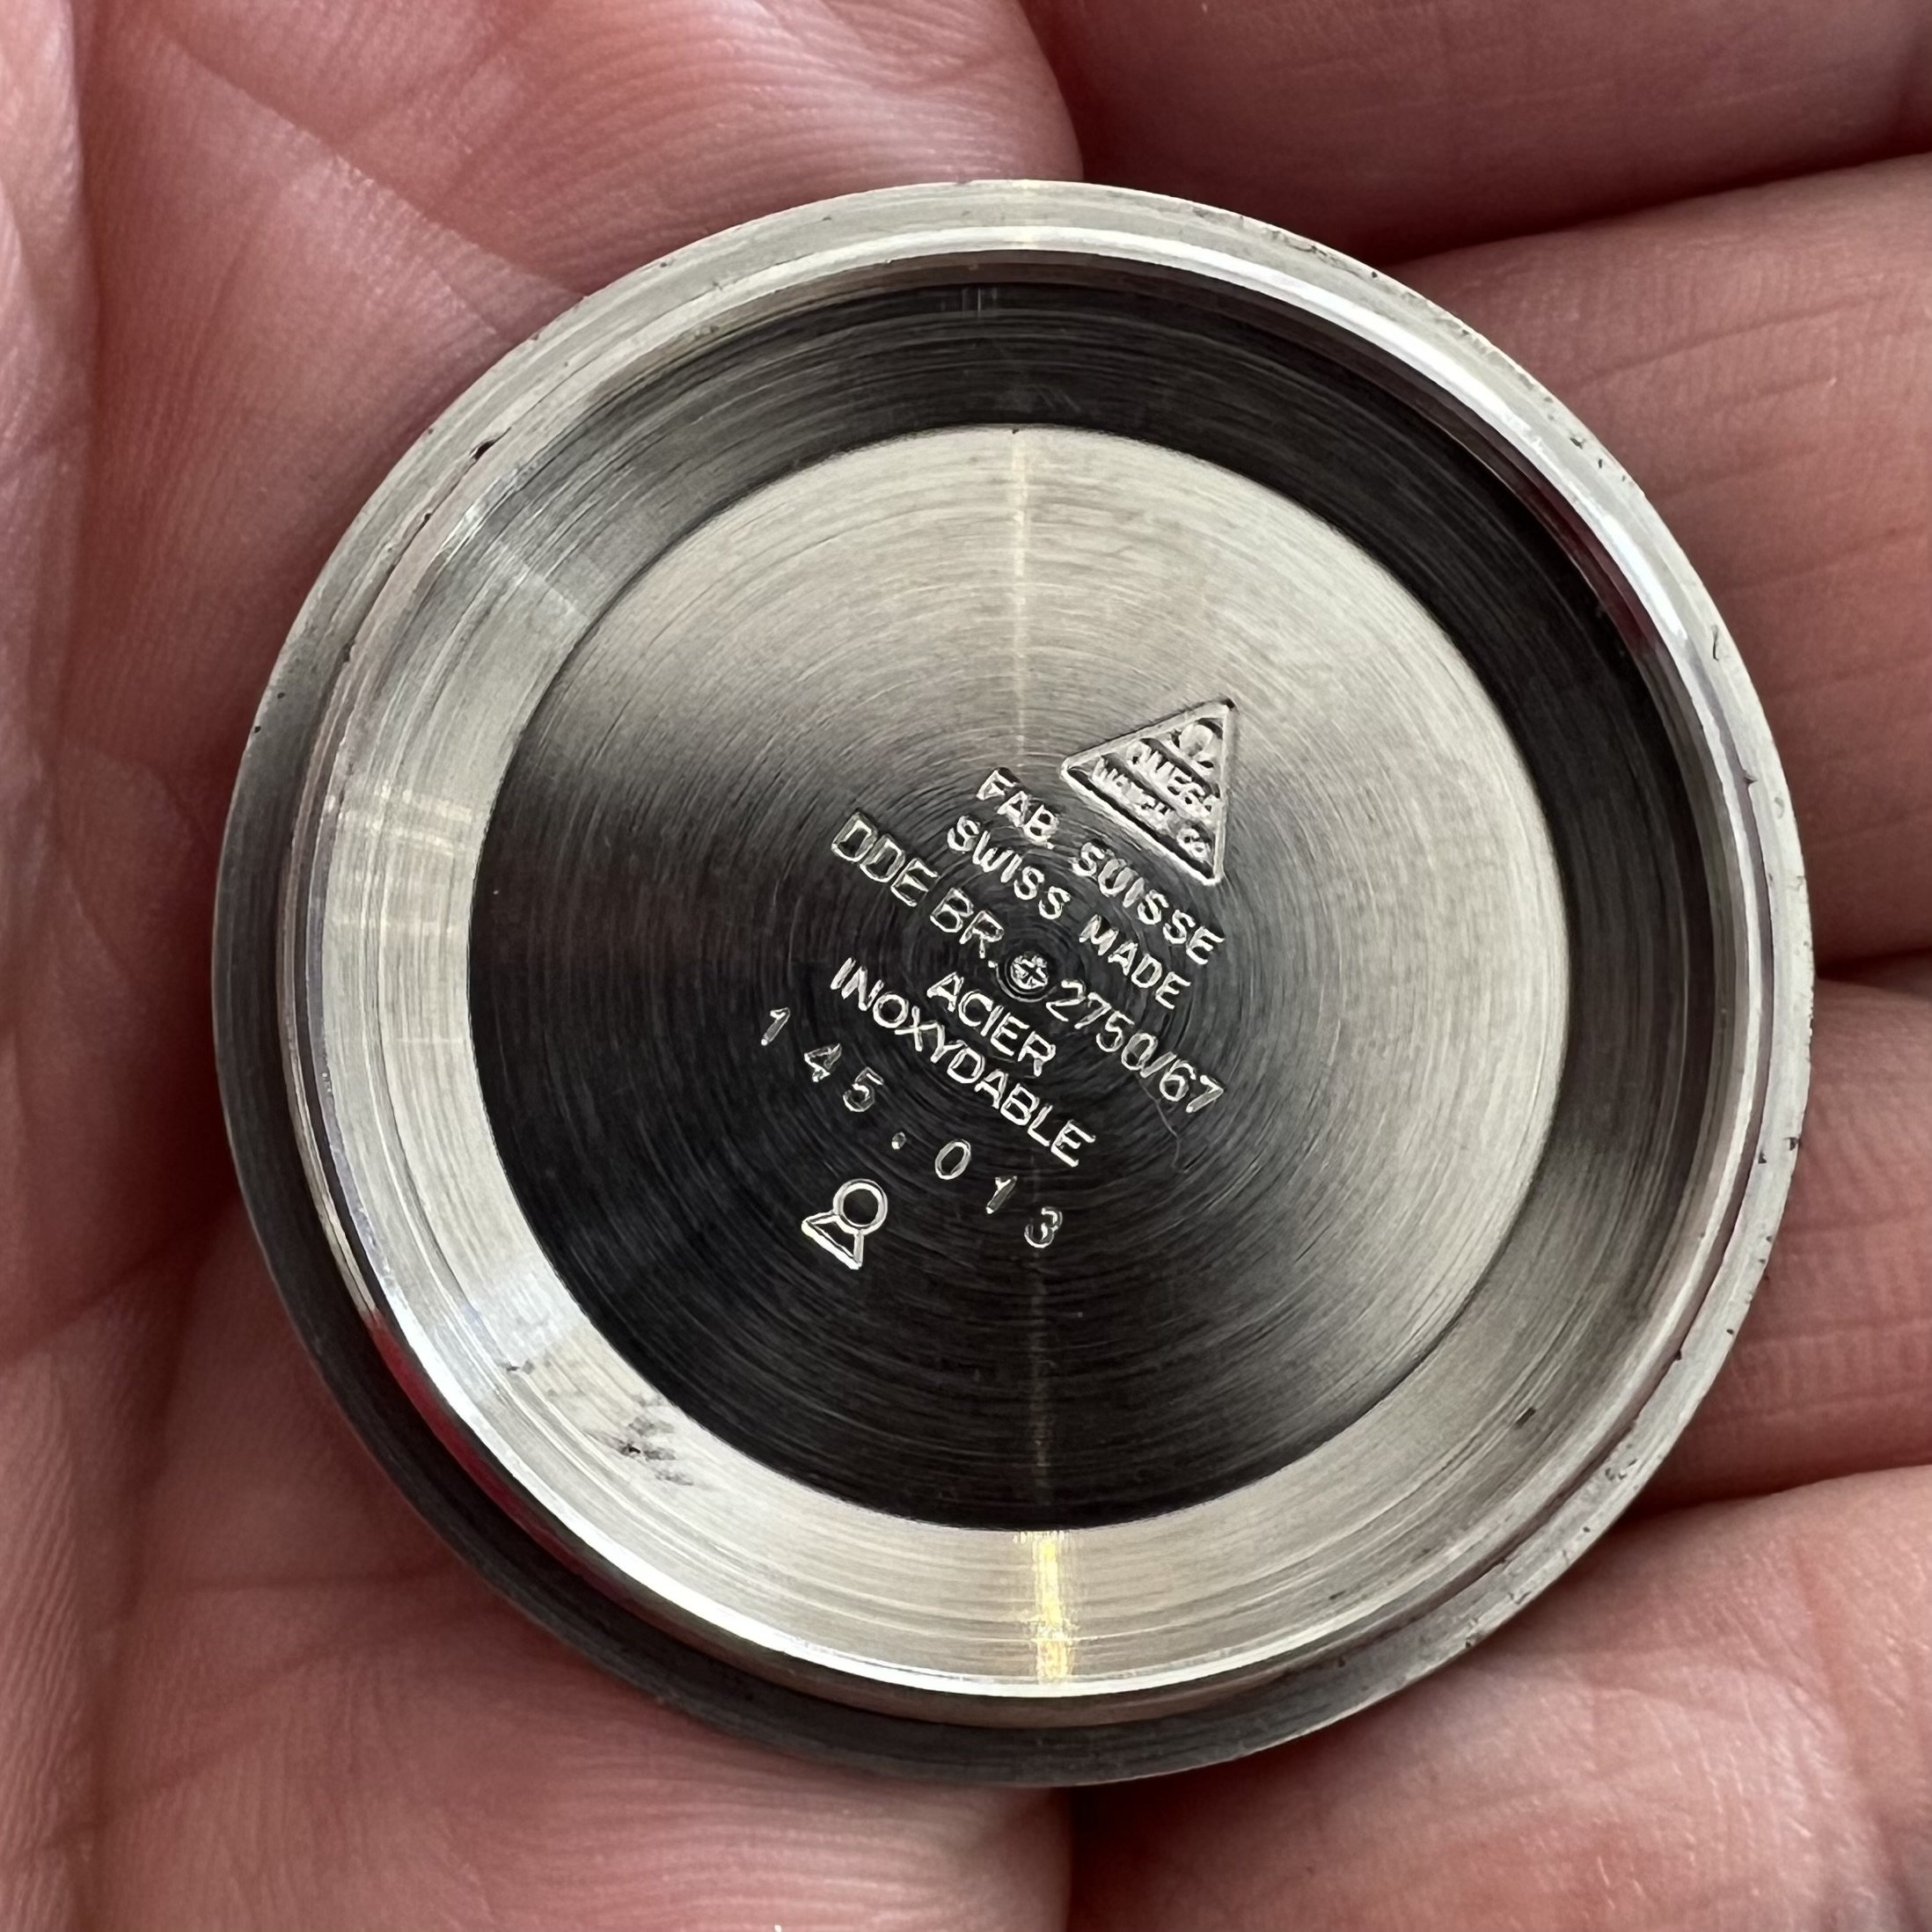 Ω
OMEGA
WATCH Co
FAB. SUISSE
SWISS MADE
DDE BR. 2750/67
ACIER
INOXYDABLE
145.013